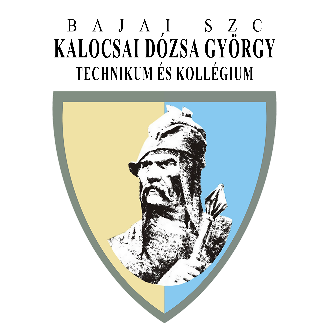 BAJAI SZC
KALOCSAI DÓZSA GYÖRGY
TECHNIKUM ÉS KOLLÉGIUM